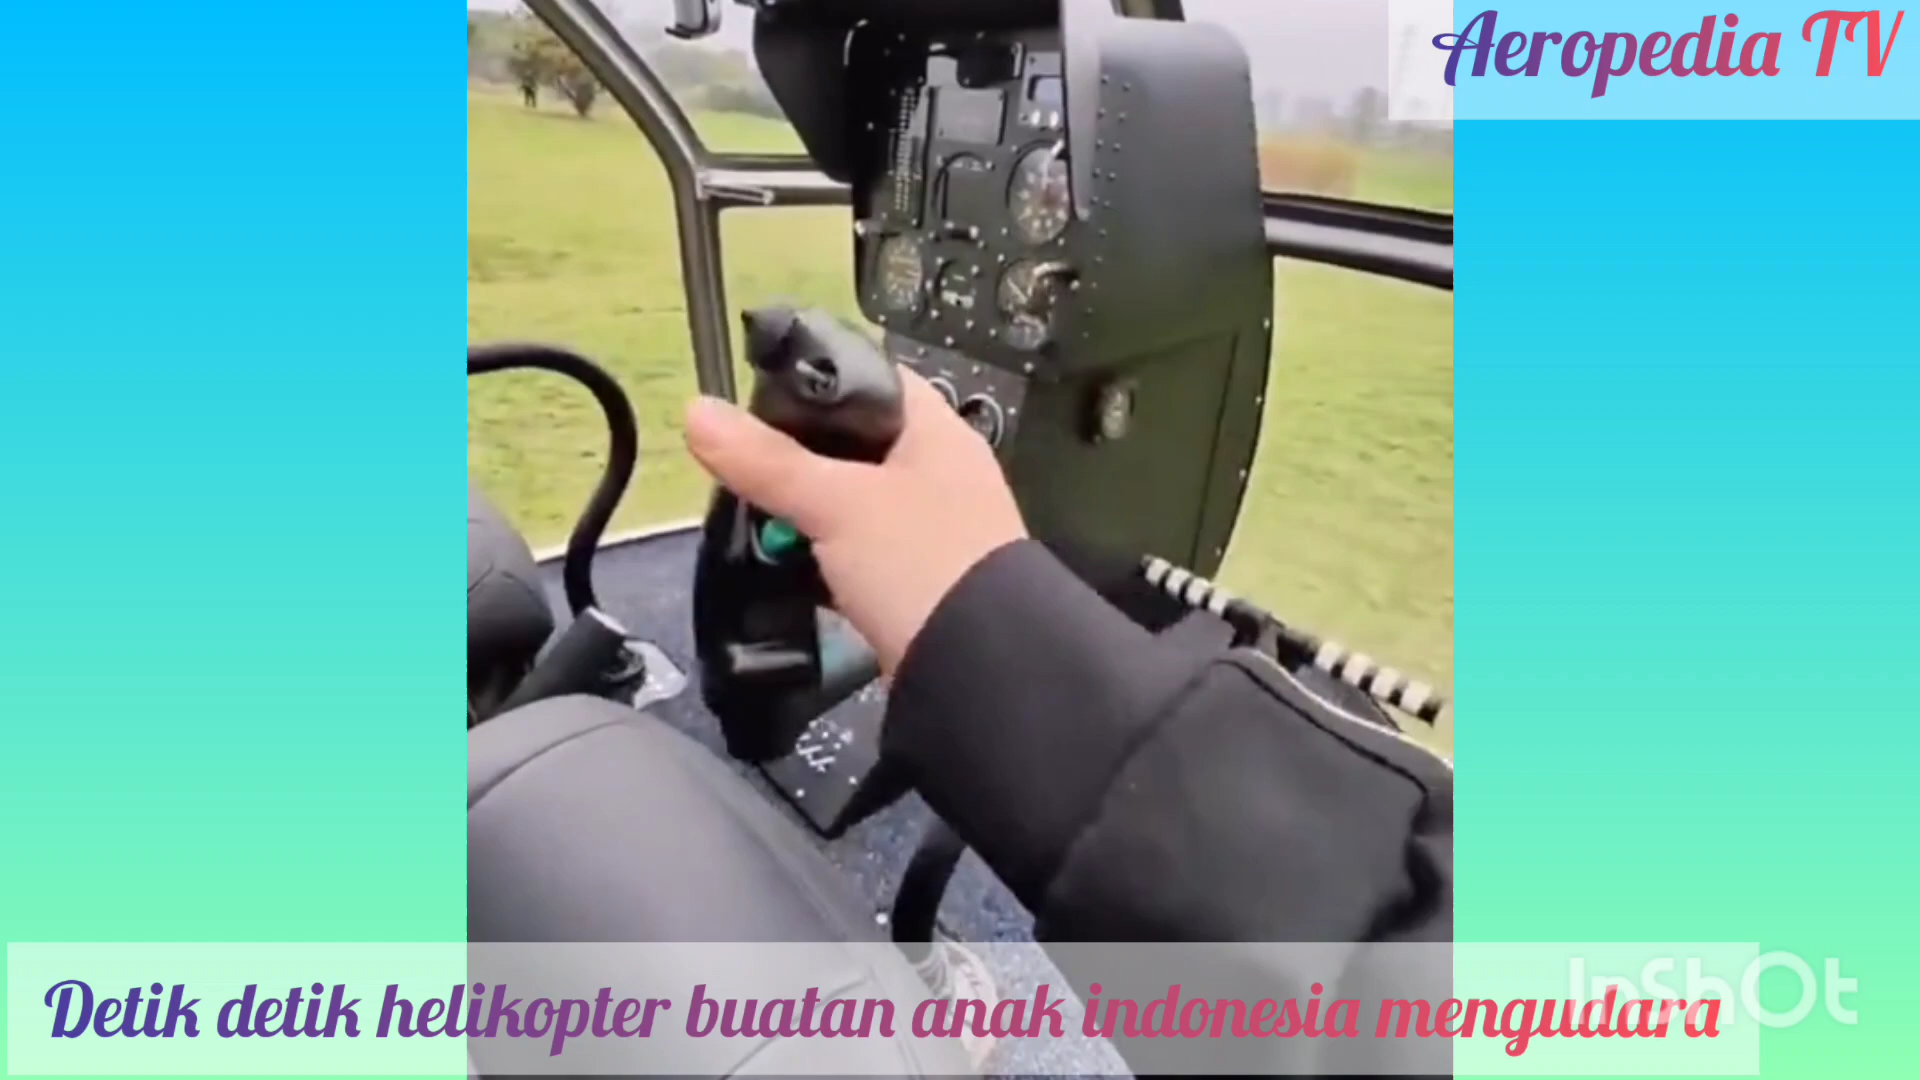 Aeropedia TV
Detik detik helikopter buatan anak indonesia mengudara
InShOt